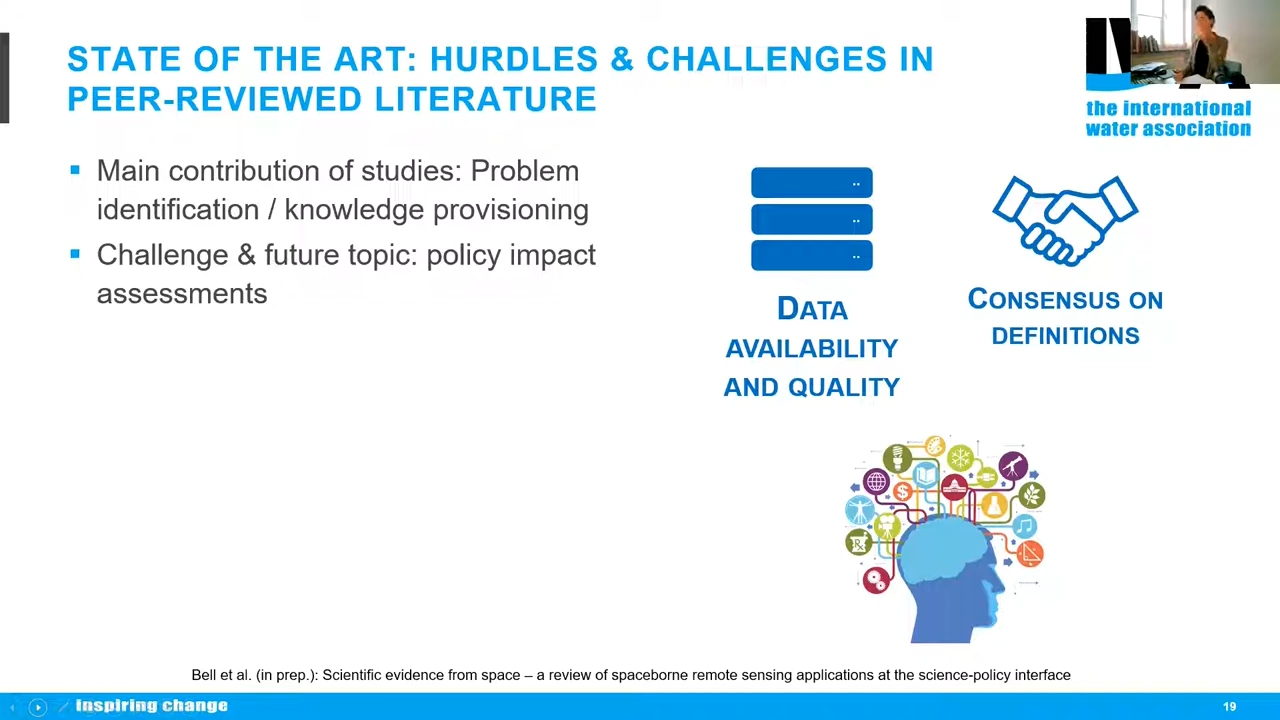 STATE OF THE ART: HURDLES & CHALLENGES IN
PEER-REVIEWED LITERATURE
the international
water association
▪ Main contribution of studies: Problem
identification / knowledge provisioning
▪ Challenge & future topic: policy impact
assessments
DATA
AVAILABILITY
AND QUALITY
CONSENSUS ON
DEFINITIONS
Bell et al. (in prep.): Scientific evidence from space – a review of spaceborne remote sensing applications at the science-policy interface
inspiring change
19